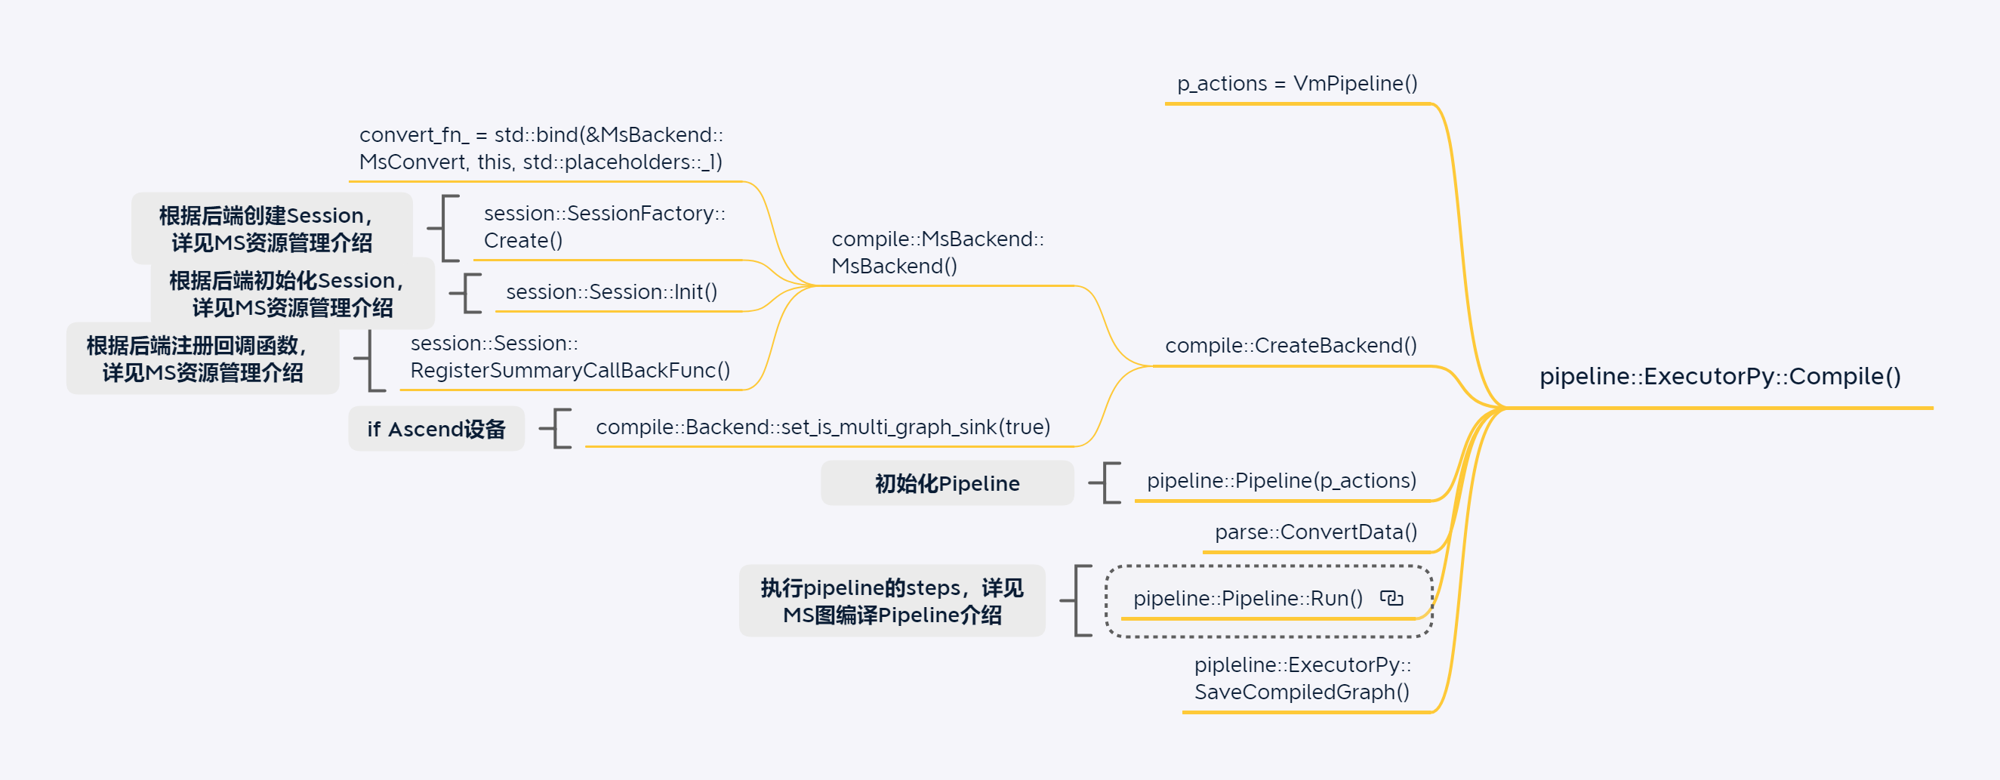 p_actions = VmPipeline()
convert_fn_ = std::bind(&MsBackend::
MsConvert, this, std::placeholders::_1)
根据后端创建Session，
详见MS资源管理介绍
session::SessionFactory::
Create()
compile::MsBackend::
MsBackend()
根据后端初始化Session，
详见MS资源管理介绍
session::Session::Init()
根据后端注册回调函数，
详见MS资源管理介绍
session::Session::
RegisterSummaryCallBackFunc()
compile::CreateBackend()
pipeline::ExecutorPy::Compile()
if Ascend设备
compile::Backend::set_is_multi_graph_sink(true)
初始化Pipeline
pipeline::Pipeline(p_actions)
parse::ConvertData()
执行pipeline的steps，详见
MS图编译Pipeline介绍
pipeline::Pipeline::Run()
pipleline::ExecutorPy::
SaveCompiledGraph()